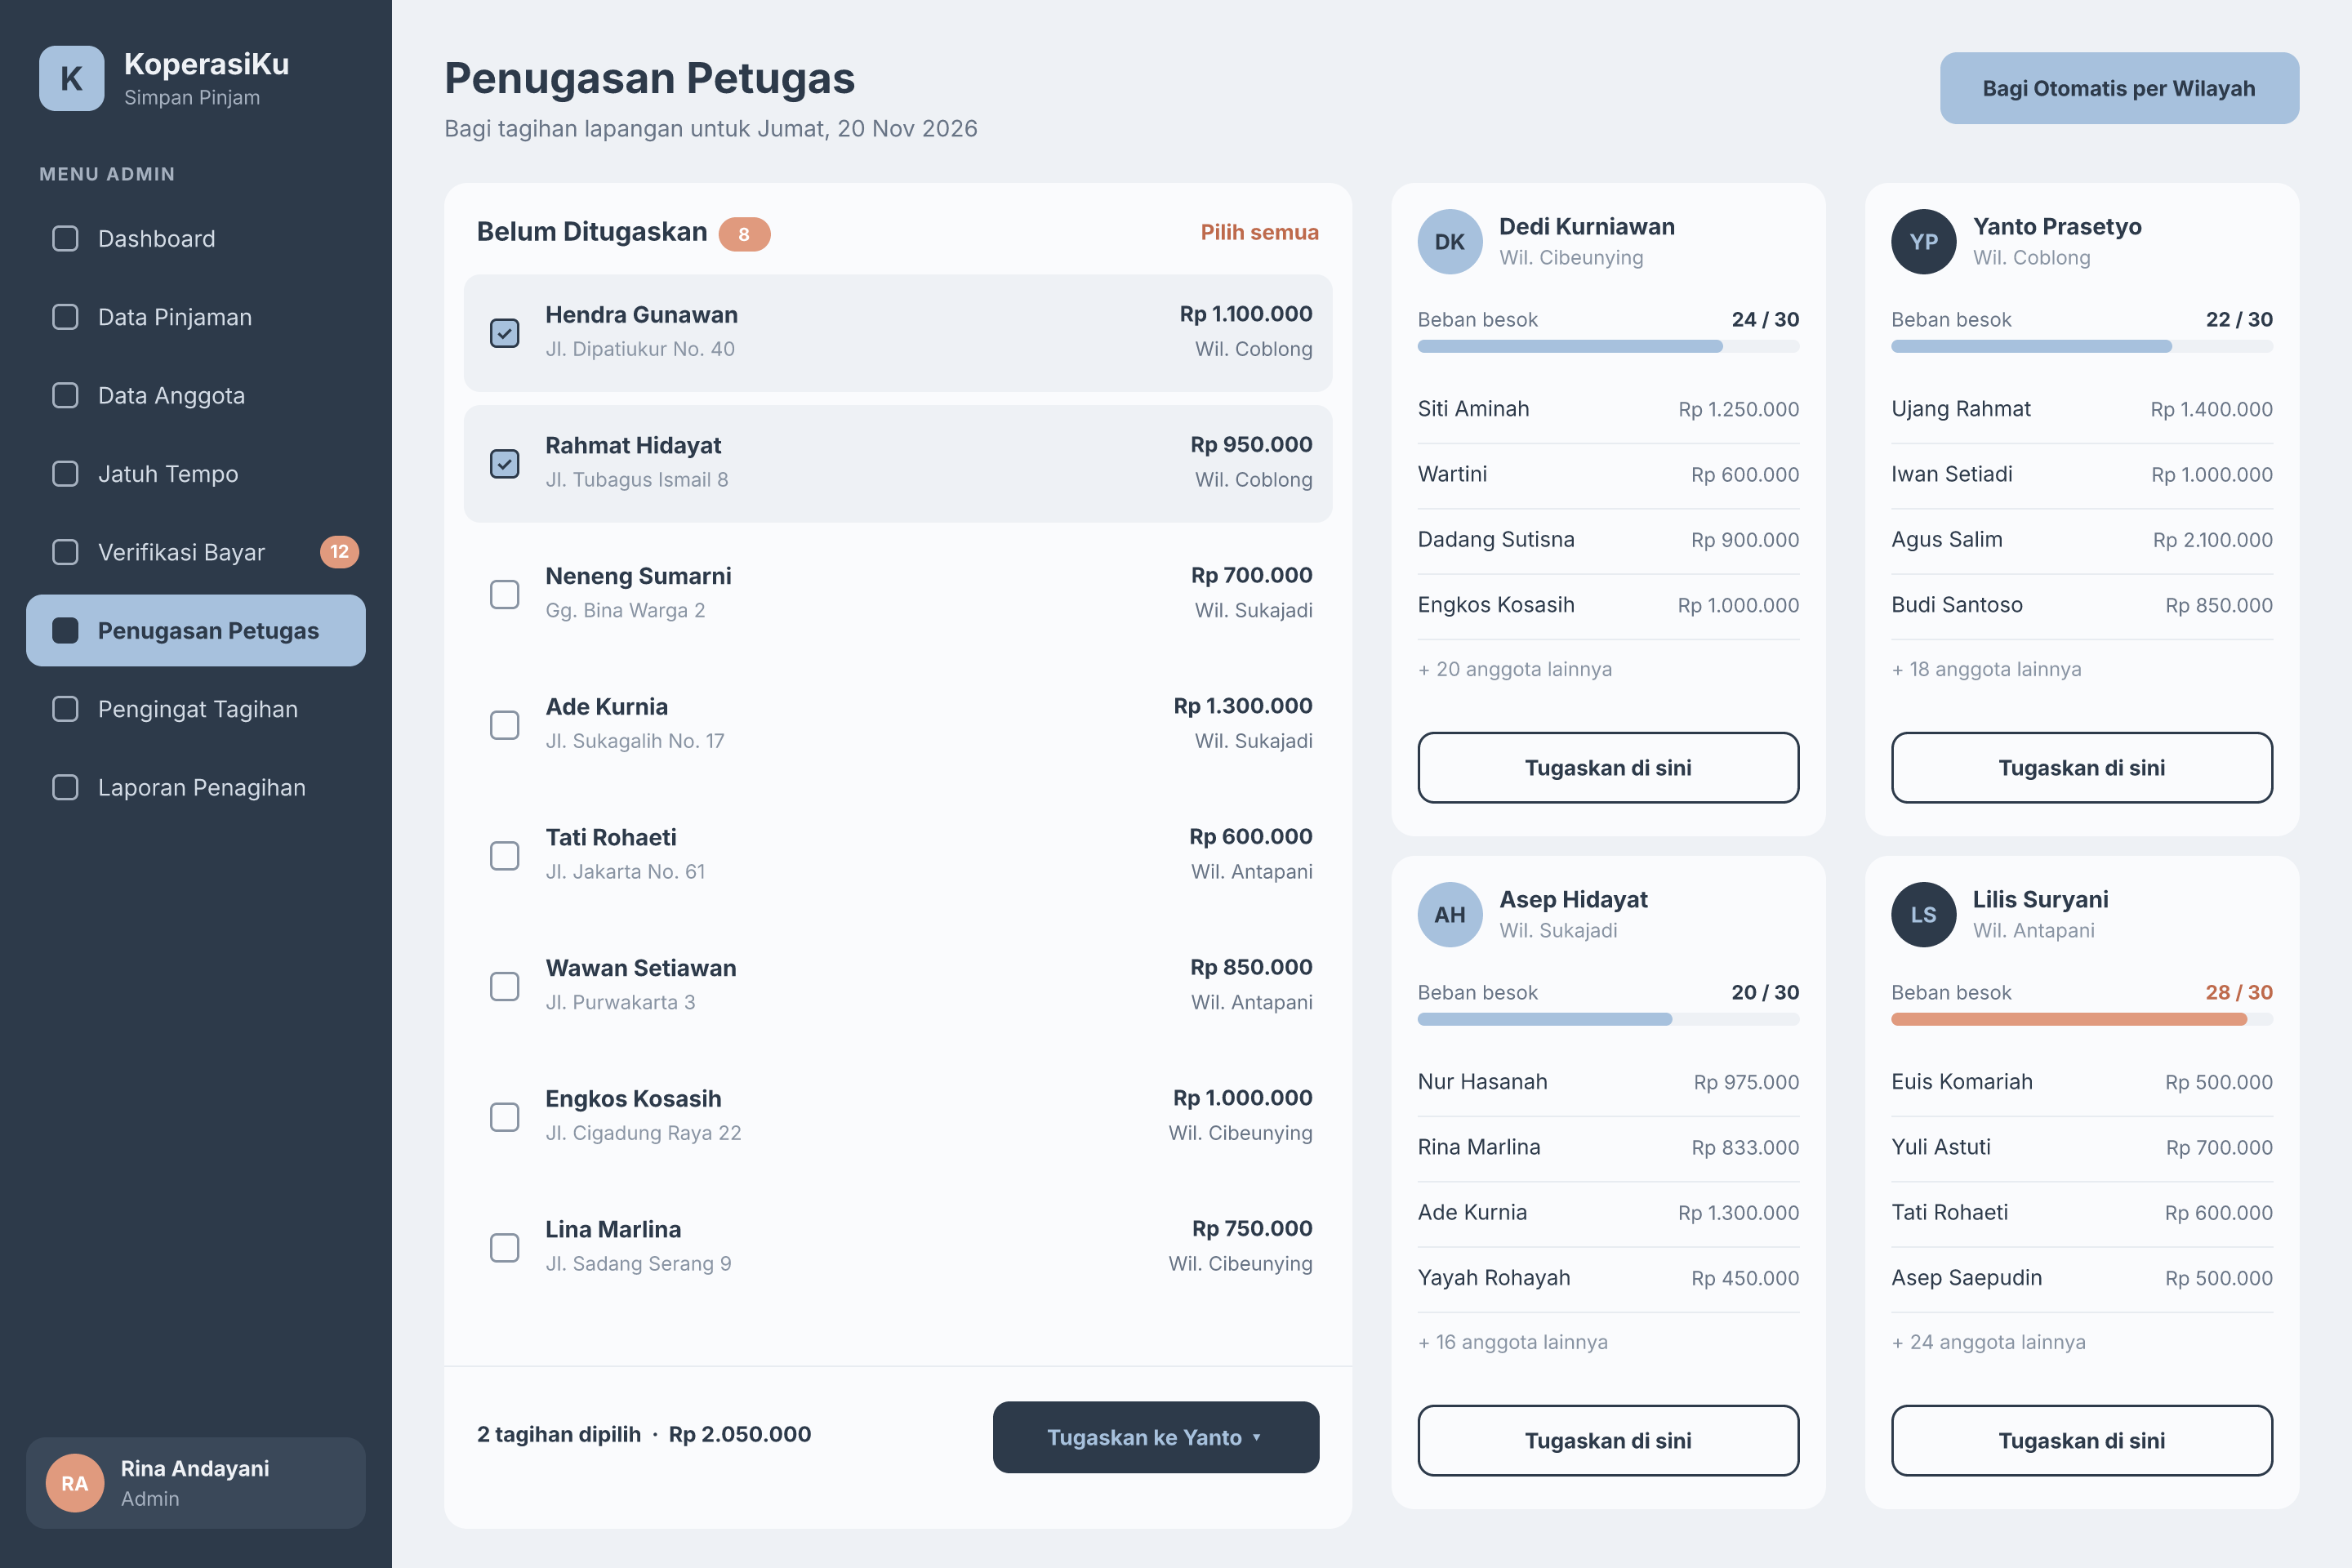 K
KoperasiKu
Simpan Pinjam
MENU ADMIN
Dashboard
Data Pinjaman
Data Anggota
Jatuh Tempo
Verifikasi Bayar 12
Penugasan Petugas
Pengingat Tagihan
Laporan Penagihan
RA
Rina Andayani
Admin
Penugasan Petugas
Bagi tagihan lapangan untuk Jumat, 20 Nov 2026
Bagi Otomatis per Wilayah
Belum Ditugaskan 8 Pilih semua
Hendra Gunawan Rp 1.100.000
Jl. Dipatiukur No. 40 Wil. Coblong
Rahmat Hidayat Rp 950.000
Jl. Tubagus Ismail 8 Wil. Coblong
Neneng Sumarni Rp 700.000
Gg. Bina Warga 2 Wil. Sukajadi
Ade Kurnia Rp 1.300.000
Jl. Sukagalih No. 17 Wil. Sukajadi
Tati Rohaeti Rp 600.000
Jl. Jakarta No. 61 Wil. Antapani
Wawan Setiawan Rp 850.000
Jl. Purwakarta 3 Wil. Antapani
Engkos Kosasih Rp 1.000.000
Jl. Cigadung Raya 22 Wil. Cibeunying
Lina Marlina Rp 750.000
Jl. Sadang Serang 9 Wil. Cibeunying
2 tagihan dipilih · Rp 2.050.000
Tugaskan ke Yanto ▾
DK
Dedi Kurniawan
Wil. Cibeunying
Beban besok 24 / 30
Siti Aminah Rp 1.250.000
Wartini Rp 600.000
Dadang Sutisna Rp 900.000
Engkos Kosasih Rp 1.000.000
+ 20 anggota lainnya
Tugaskan di sini
YP
Yanto Prasetyo
Wil. Coblong
Beban besok 22 / 30
Ujang Rahmat Rp 1.400.000
Iwan Setiadi Rp 1.000.000
Agus Salim Rp 2.100.000
Budi Santoso Rp 850.000
+ 18 anggota lainnya
Tugaskan di sini
AH
Asep Hidayat
Wil. Sukajadi
Beban besok 20 / 30
Nur Hasanah Rp 975.000
Rina Marlina Rp 833.000
Ade Kurnia Rp 1.300.000
Yayah Rohayah Rp 450.000
+ 16 anggota lainnya
Tugaskan di sini
LS
Lilis Suryani
Wil. Antapani
Beban besok 28 / 30
Euis Komariah Rp 500.000
Yuli Astuti Rp 700.000
Tati Rohaeti Rp 600.000
Asep Saepudin Rp 500.000
+ 24 anggota lainnya
Tugaskan di sini